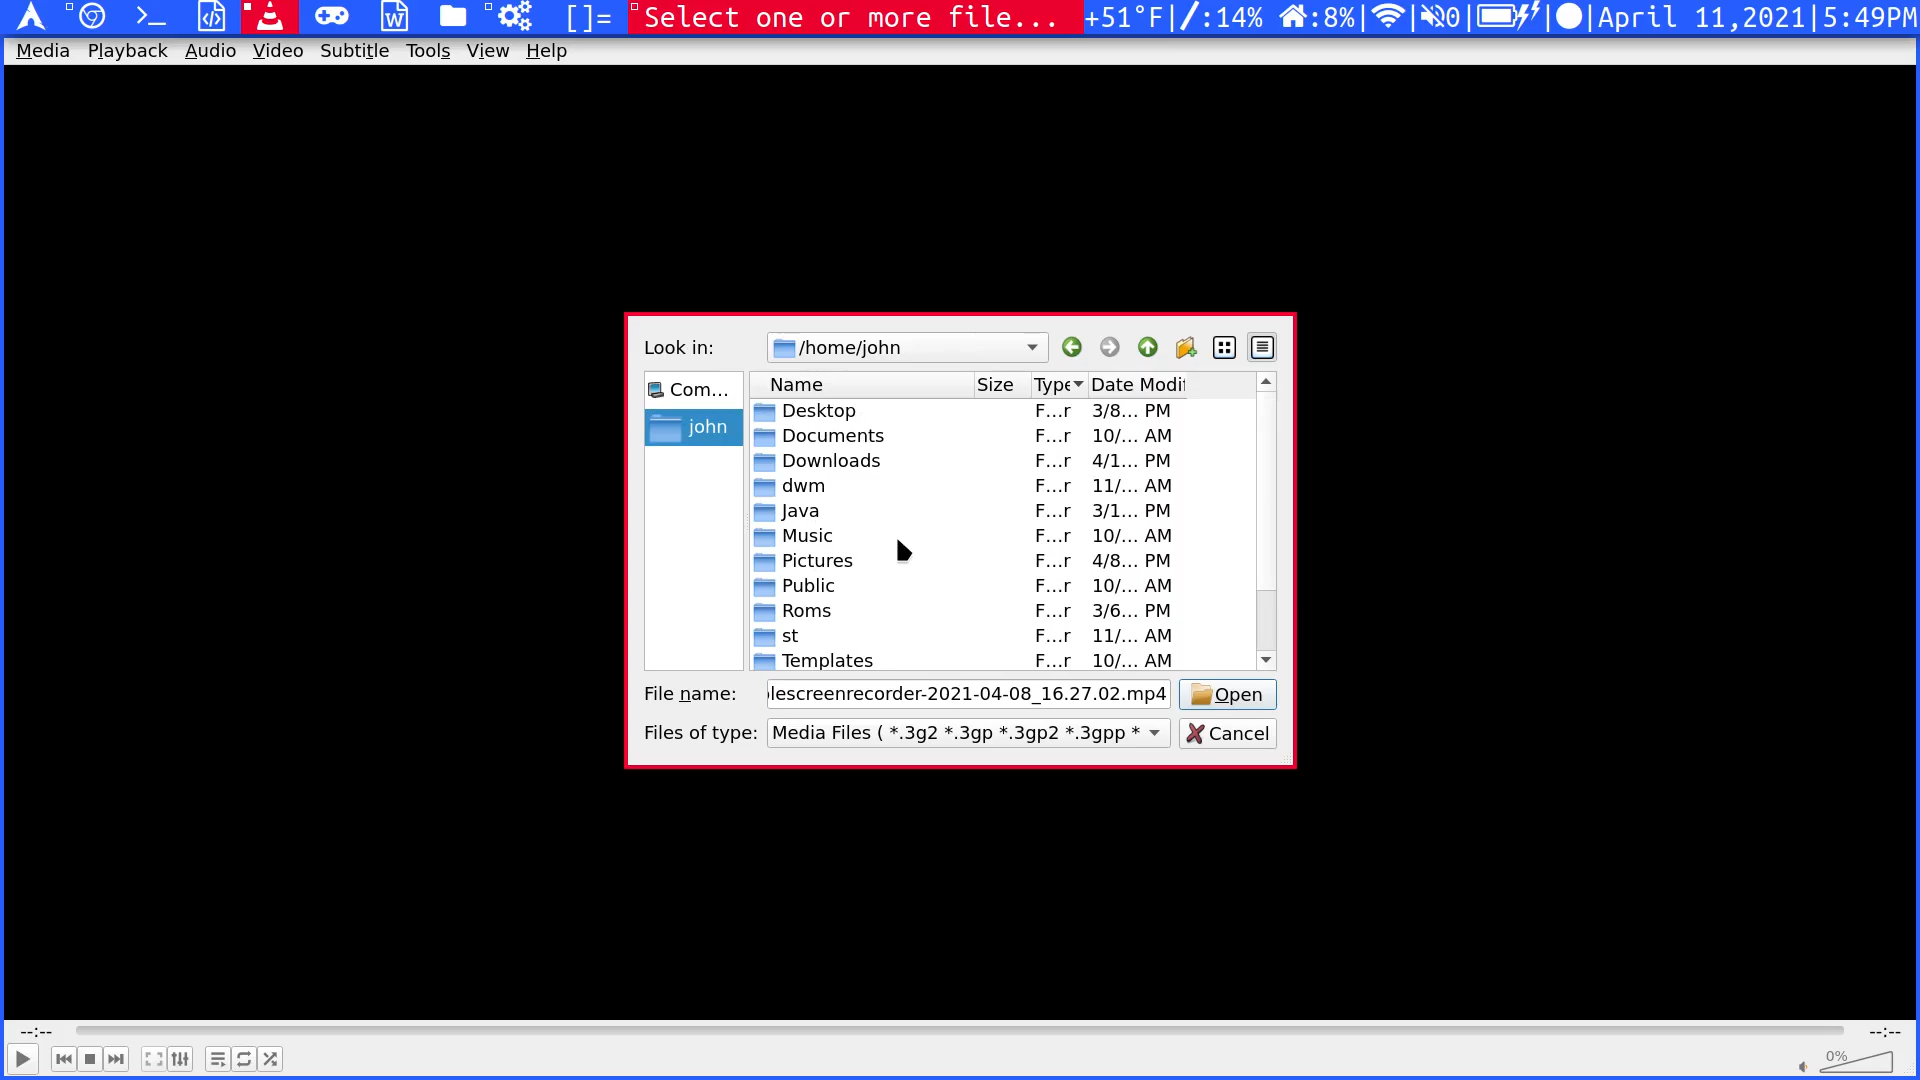 []= Select one or more file... +51°F|/:14% :8%| | 0| | |April 11,2021|5:49PM
Media Playback Audio Video Subtitle Tools View Help
Look in: /home/john
Com...
john
Name Size Type Date Modif
Desktop F...r 3/8... PM
Documents F...r 10/... AM
Downloads F...r 4/1... PM
dwm F...r 11/... AM
Java F...r 3/1... PM
Music F...r 10/... AM
Pictures F...r 4/8... PM
Public F...r 10/... AM
Roms F...r 3/6... PM
st F...r 11/... AM
Templates F...r 10/... AM
File name: lescreenrecorder-2021-04-08_16.27.02.mp4 Open
Files of type: Media Files ( *.3g2 *.3gp *.3gp2 *.3gpp * Cancel
--:-- --:--
0%